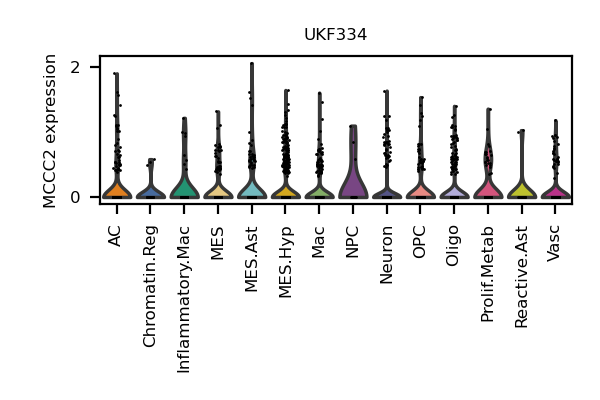 UKF334
MCCC2 expression
2
0
AC
Chromatin.Reg
Inflammatory.Mac
MES
MES.Ast
MES.Hyp
Mac
NPC
Neuron
OPC
Oligo
Prolif.Metab
Reactive.Ast
Vasc